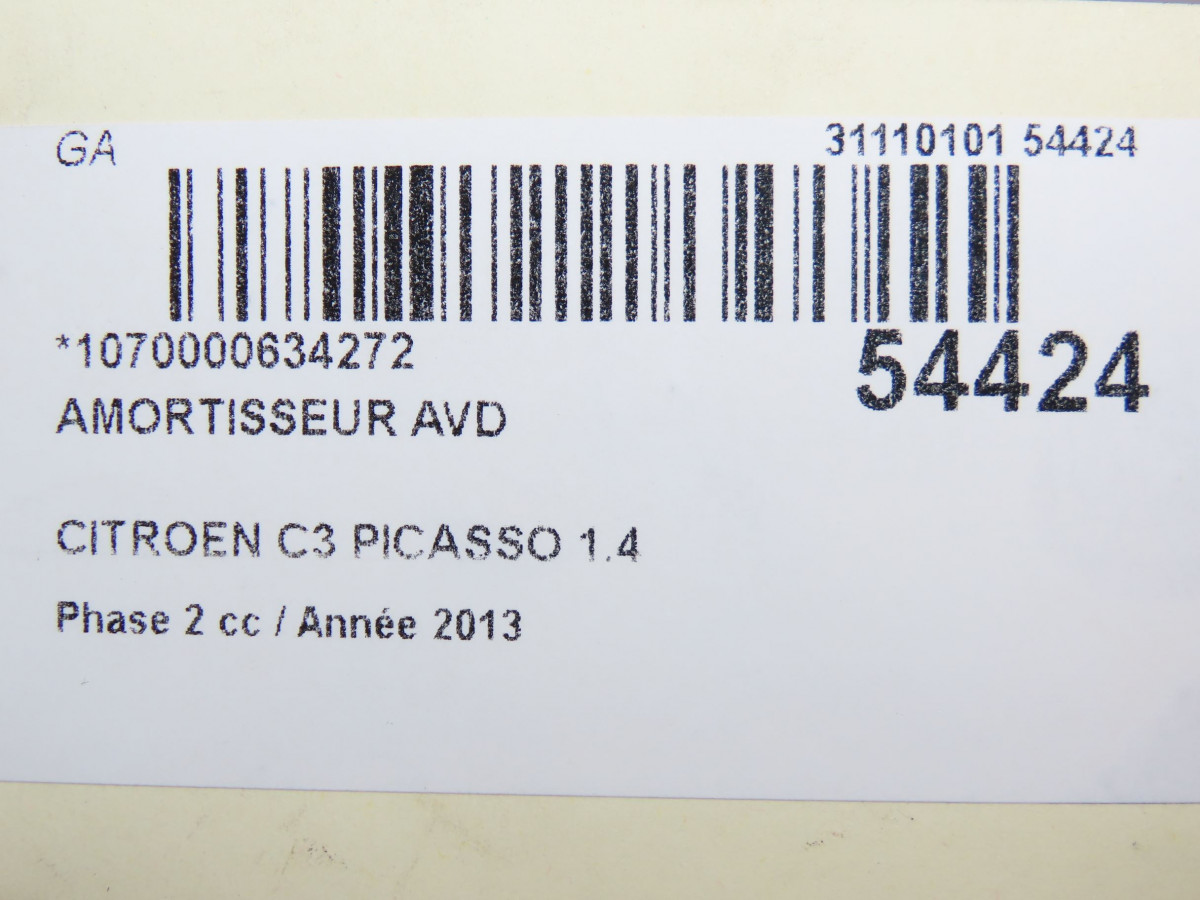 GA
31110101 54424
*1070000634272
54424
AMORTISSEUR AVD
CITROEN C3 PICASSO 1.4
Phase 2 cc / Année 2013